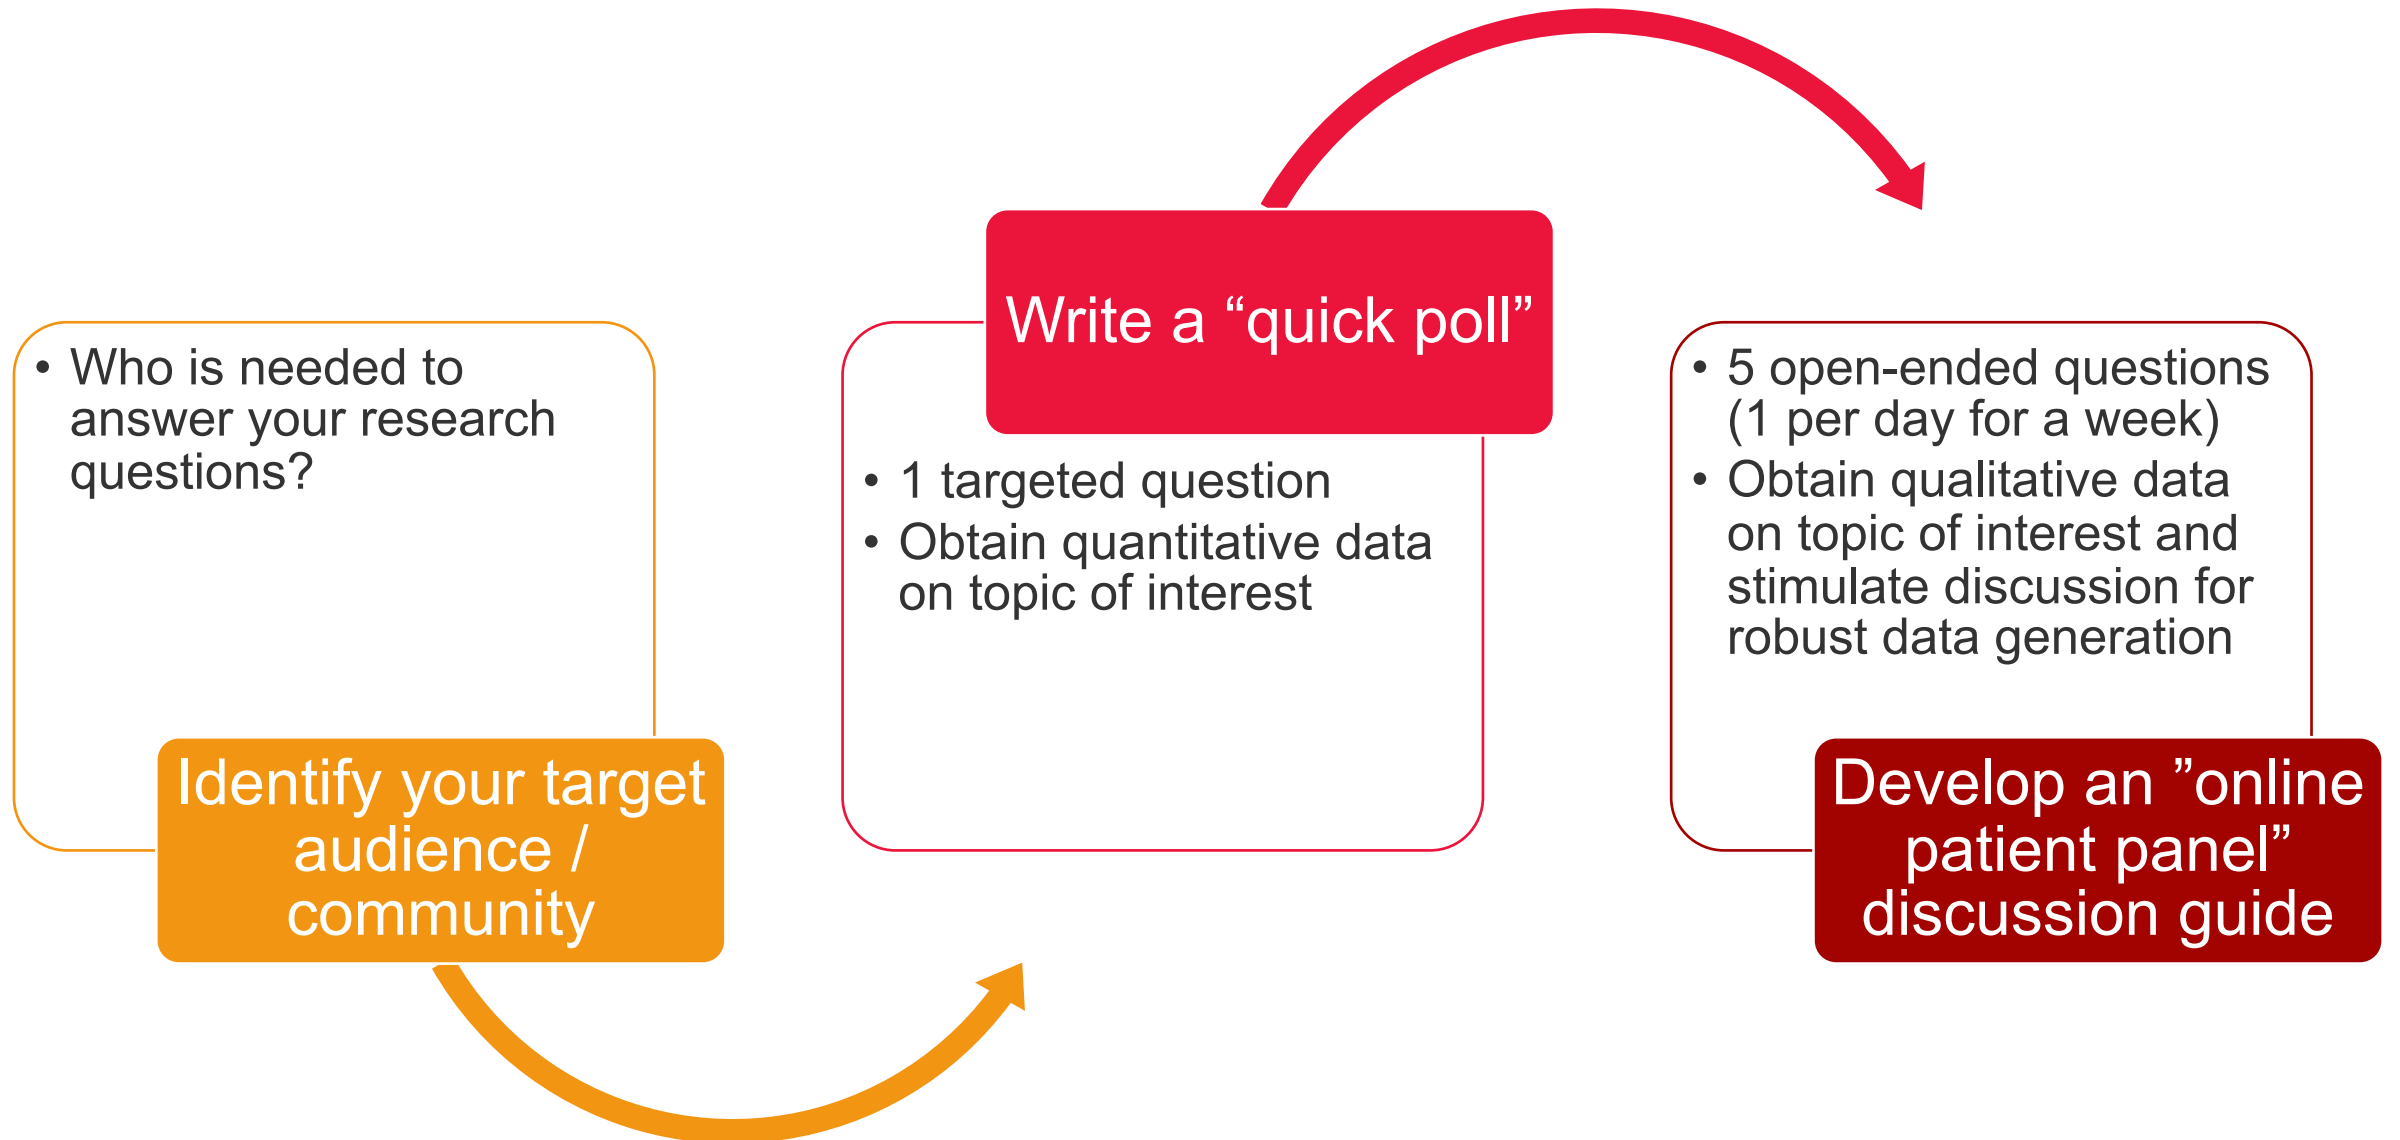 • Who is needed to
answer your research
questions?
Identify your target
audience /
community
Write a “quick poll”
• 1 targeted question
• Obtain quantitative data
on topic of interest
• 5 open-ended questions
(1 per day for a week)
• Obtain qualitative data
on topic of interest and
stimulate discussion for
robust data generation
Develop an ”online
patient panel”
discussion guide